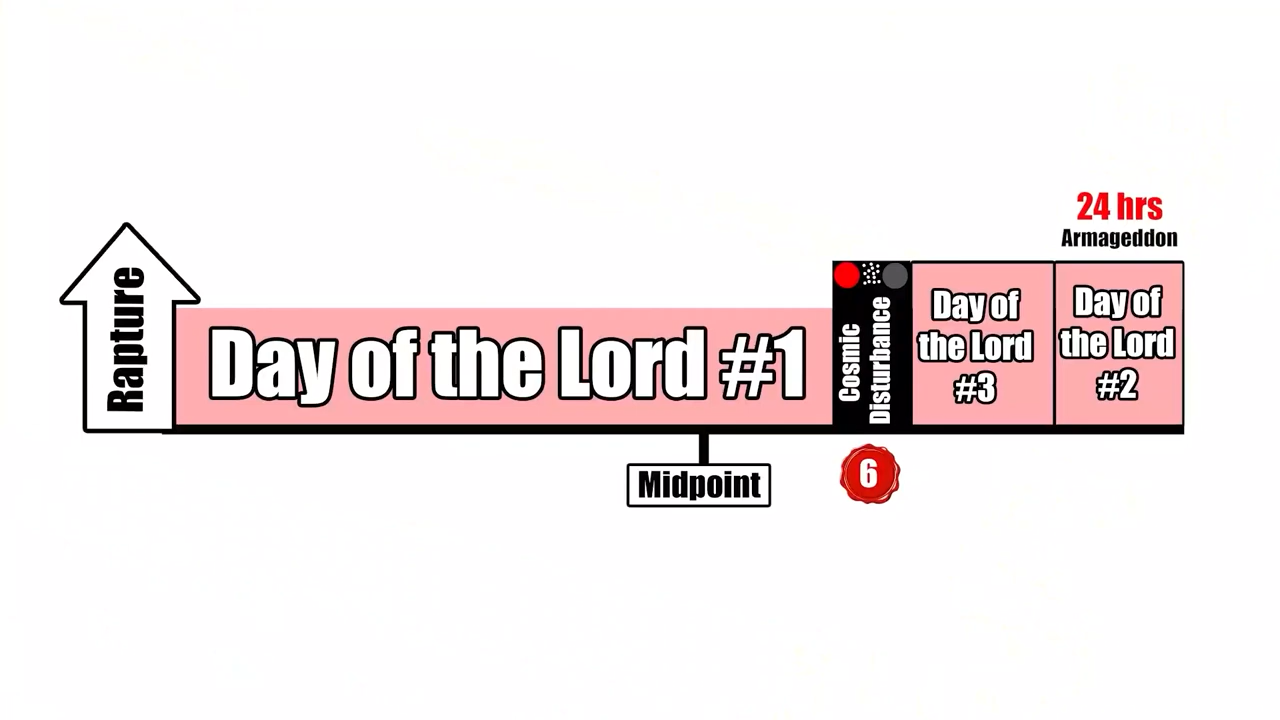 24 hrs
Armageddon
Rapture
Day of the Lord #1
Cosmic
Disturbance
Day of
the Lord
#3
Day of
the Lord
#2
Midpoint
6